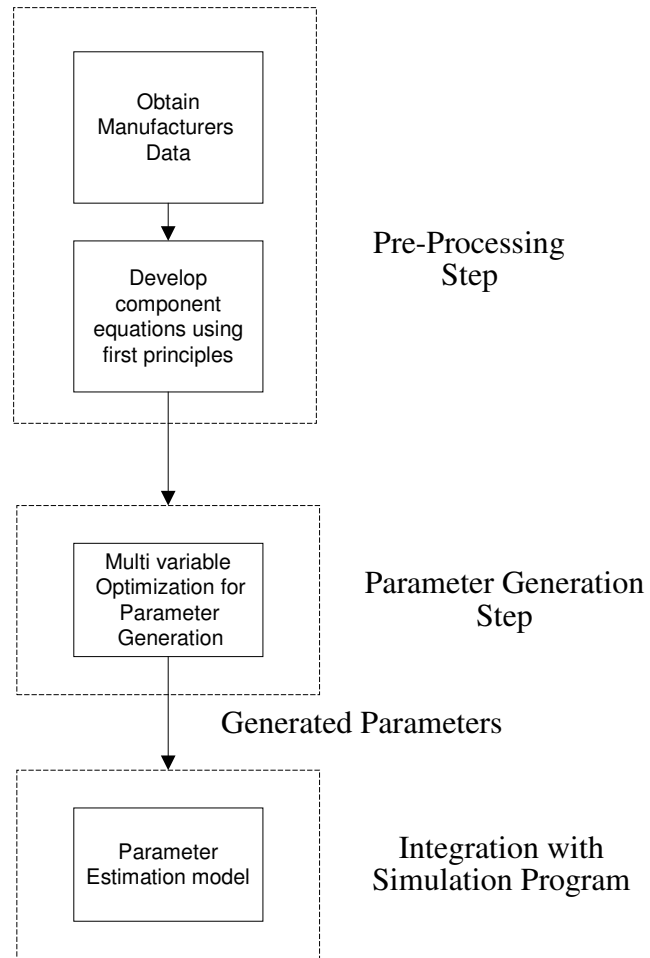 Obtain
Manufacturers
Data
Pre-Processing
Step
Develop
component
equations using
first principles
Multi variable
Optimization for
Parameter
Generation
Parameter Generation
Step
Generated Parameters
Parameter
Estimation model
Integration with
Simulation Program